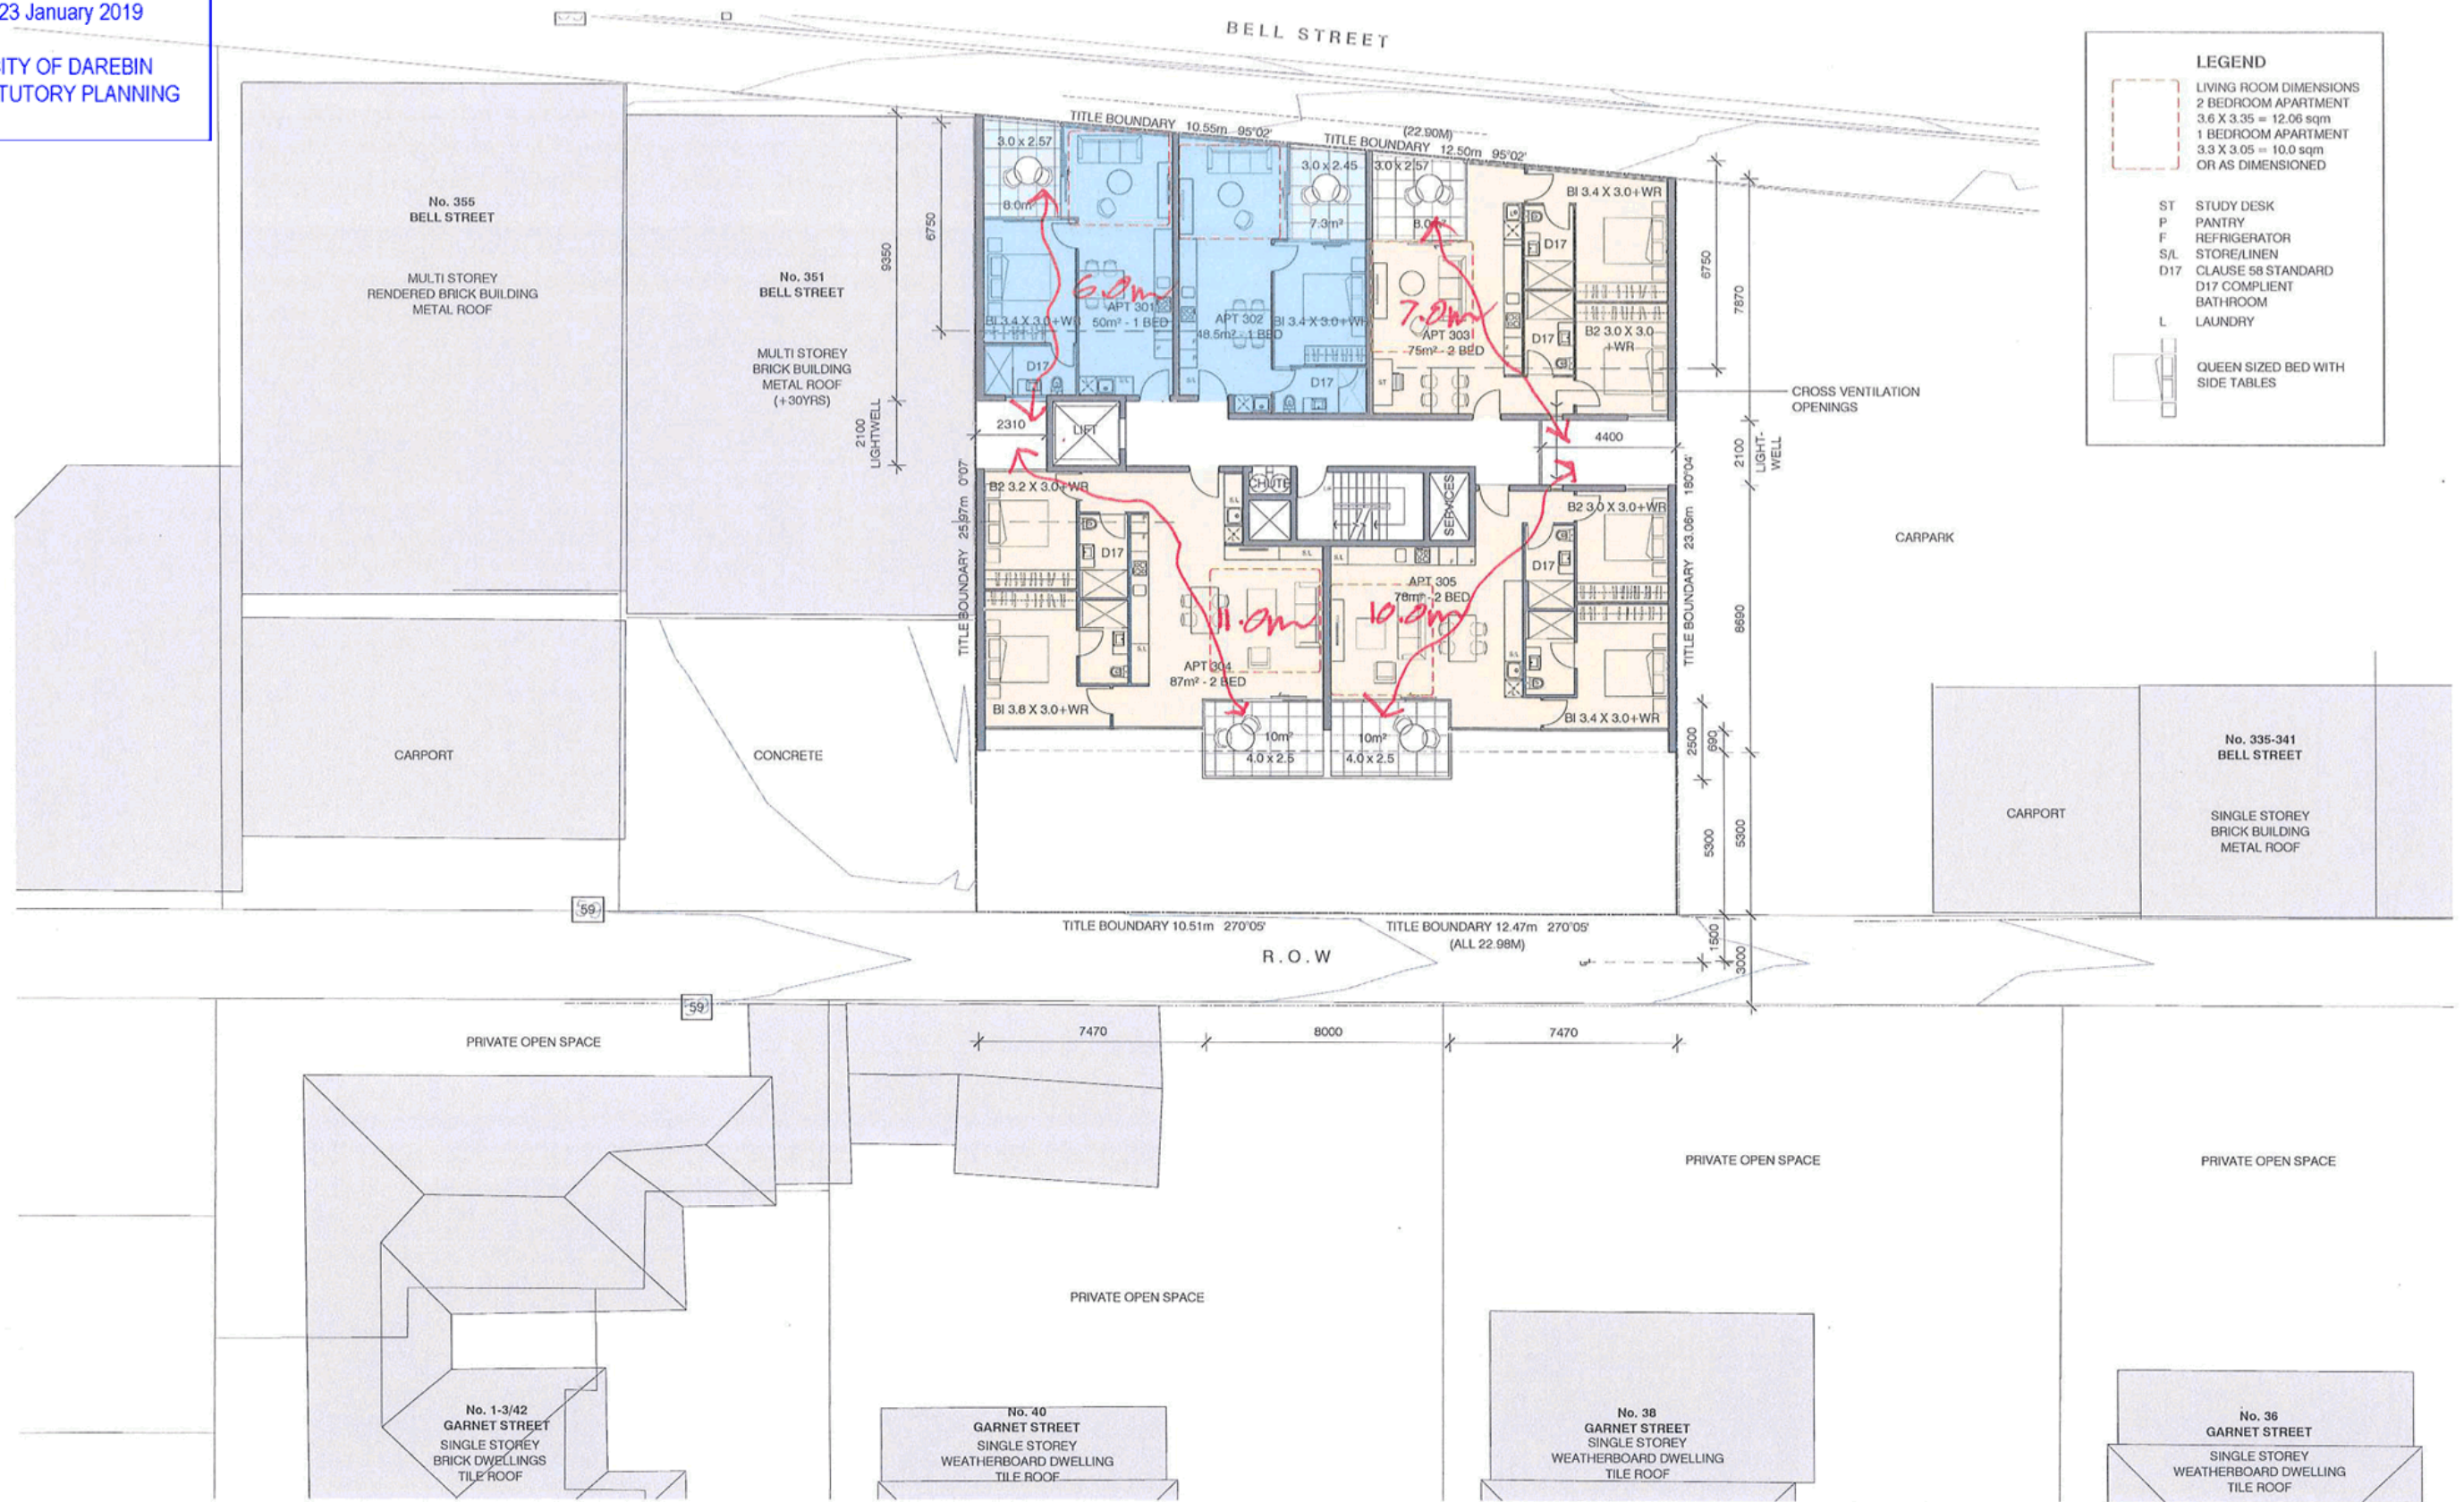 23 January 2019
ITY OF DAREBIN
TUTORY PLANNING
BELL STREET
LEGEND
LIVING ROOM DIMENSIONS
2 BEDROOM APARTMENT
3.6 X 3.35 = 12.06 sqm
1 BEDROOM APARTMENT
3.3 X 3.05 = 10.0 sqm
OR AS DIMENSIONED
ST STUDY DESK
P PANTRY
F REFRIGERATOR
S/L STORE/LINEN
D17 CLAUSE 58 STANDARD
D17 COMPLIENT
BATHROOM
L LAUNDRY
QUEEN SIZED BED WITH
SIDE TABLES
No. 355
BELL STREET
MULTI STOREY
RENDERED BRICK BUILDING
METAL ROOF
No. 351
BELL STREET
MULTI STOREY
BRICK BUILDING
METAL ROOF
(+30YRS)
9350
6750
2100
LIGHTWELL
TITLE BOUNDARY 10.55m 95°02'
(22.90M)
TITLE BOUNDARY 12.50m 95°02'
3.0 x 2.57
8.0m²
3.0 x 2.45
7.3m²
3.0 x 2.57
8.0
BI 3.4 X 3.0+WR
6.0m
APT 301
50m² - 1 BED
BI 3.4 X 3.0+WR
D17
APT 302
48.5m² - 1 BED
BI 3.4 X 3.0+WR
D17
7.0m
APT 303
75m² - 2 BED
ST
D17
D17
B2 3.0 X 3.0
+WR
6750
7870
CROSS VENTILATION
OPENINGS
2310
LIFT
4400
2100
LIGHT-
WELL
CHUTE
SERVICES
TITLE BOUNDARY 25.97m 0°07'
TITLE BOUNDARY 23.06m 180°04'
B2 3.2 X 3.0+WR
D17
11.0m
APT 304
87m² - 2 BED
BI 3.8 X 3.0+WR
10m²
4.0 x 2.5
B2 3.0 X 3.0+WR
D17
APT 305
78m² - 2 BED
10.0m
BI 3.4 X 3.0+WR
10m²
4.0 x 2.5
8690
2500
690
5300
5300
CARPARK
CARPORT
CONCRETE
CARPORT
No. 335-341
BELL STREET
SINGLE STOREY
BRICK BUILDING
METAL ROOF
59
TITLE BOUNDARY 10.51m 270°05'
TITLE BOUNDARY 12.47m 270°05'
(ALL 22.98M)
R.O.W
1500
3000
59
7470
8000
7470
PRIVATE OPEN SPACE
PRIVATE OPEN SPACE
PRIVATE OPEN SPACE
PRIVATE OPEN SPACE
No. 1-3/42
GARNET STREET
SINGLE STOREY
BRICK DWELLINGS
TILE ROOF
No. 40
GARNET STREET
SINGLE STOREY
WEATHERBOARD DWELLING
TILE ROOF
No. 38
GARNET STREET
SINGLE STOREY
WEATHERBOARD DWELLING
TILE ROOF
No. 36
GARNET STREET
SINGLE STOREY
WEATHERBOARD DWELLING
TILE ROOF